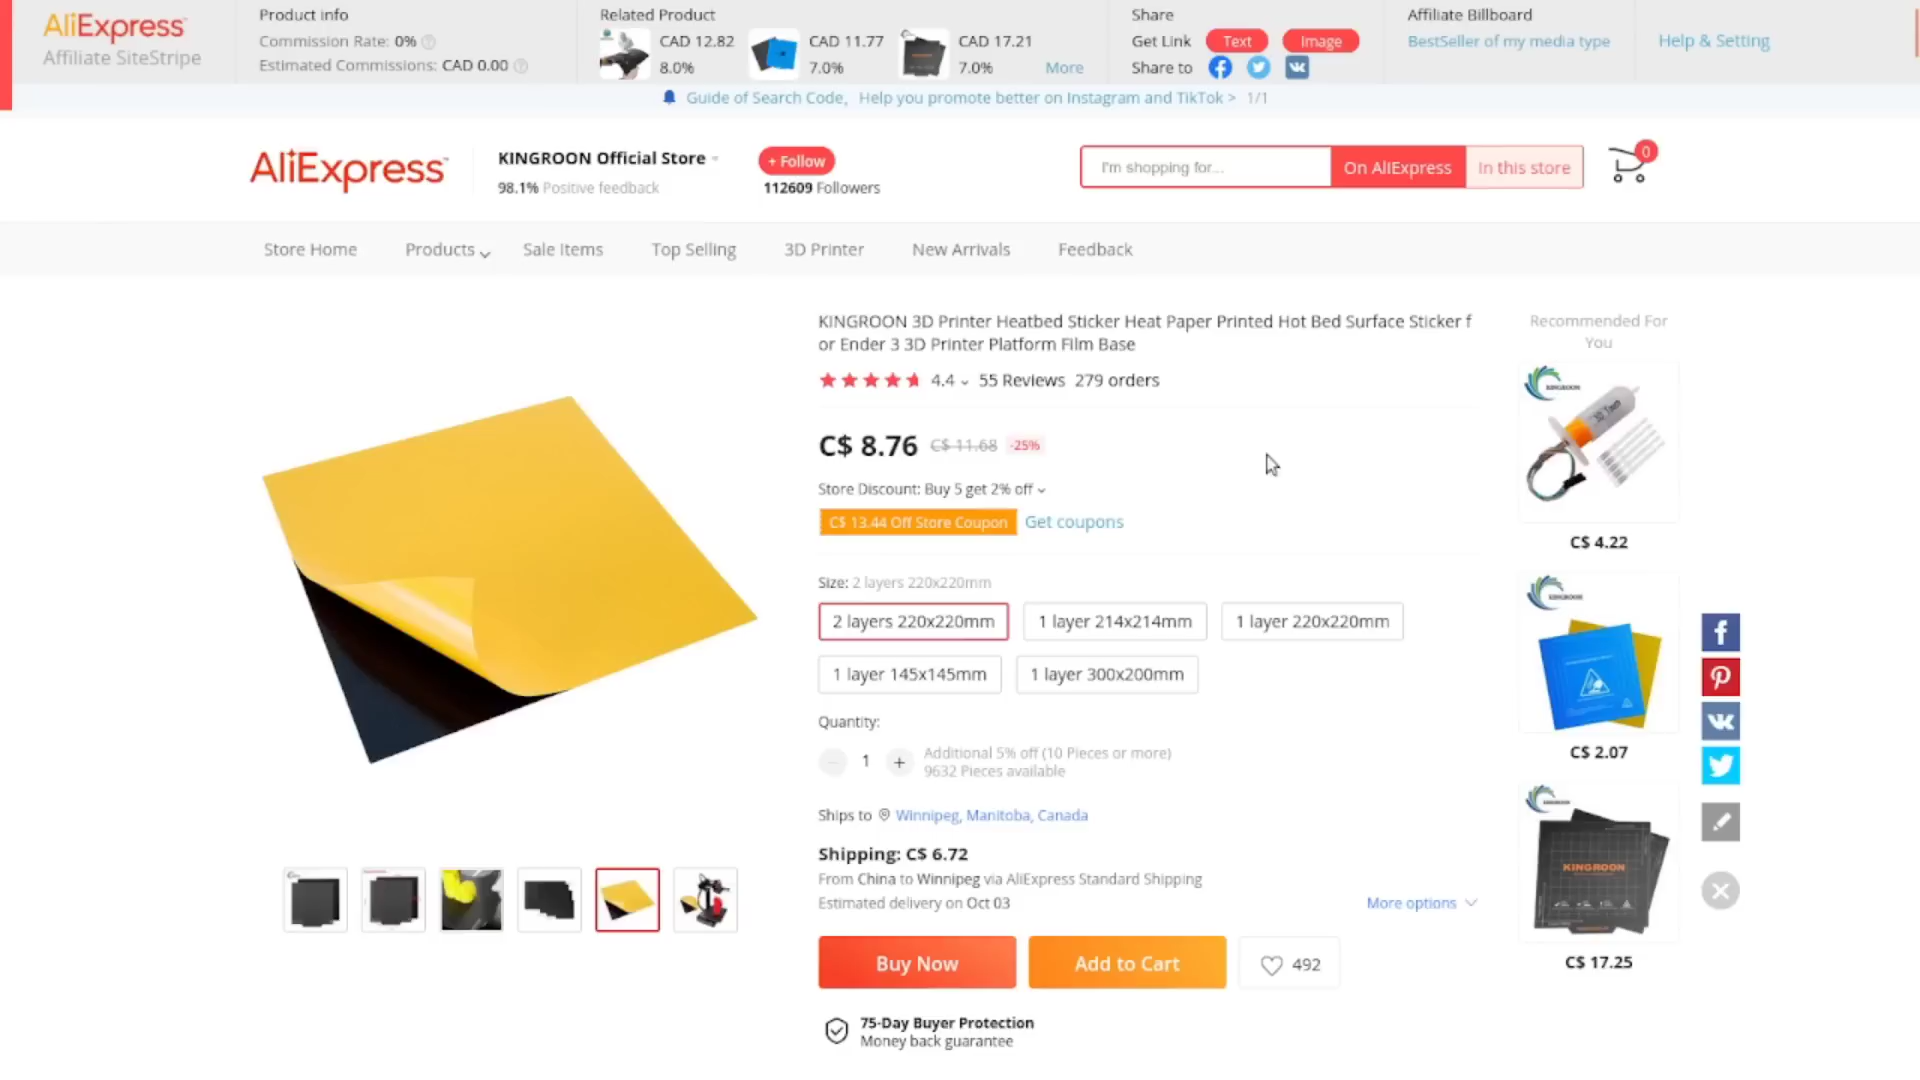 AliExpress
Affiliate SiteStripe
Product info
Commission Rate: 0%
Estimated Commissions: CAD 0.00
Related Product
CAD 12.82
8.0%
CAD 11.77
7.0%
CAD 17.21
7.0%
More
Share
Get Link Text Image
Share to
Affiliate Billboard
BestSeller of my media type
Help & Setting
Guide of Search Code, Help you promote better on Instagram and TikTok > 1/1
AliExpress
KINGROON Official Store
98.1% Positive feedback
+ Follow
112609 Followers
I'm shopping for...
On AliExpress
In this store
0
Store Home Products Sale Items Top Selling 3D Printer New Arrivals Feedback
KINGROON 3D Printer Heatbed Sticker Heat Paper Printed Hot Bed Surface Sticker f
or Ender 3 3D Printer Platform Film Base
4.4 55 Reviews 279 orders
C$ 8.76 C$ 11.68 -25%
Store Discount: Buy 5 get 2% off
C$ 13.44 Off Store Coupon Get coupons
Size: 2 layers 220x220mm
2 layers 220x220mm 1 layer 214x214mm 1 layer 220x220mm
1 layer 145x145mm 1 layer 300x200mm
Quantity:
1
Additional 5% off (10 Pieces or more)
9632 Pieces available
Ships to Winnipeg, Manitoba, Canada
Shipping: C$ 6.72
From China to Winnipeg via AliExpress Standard Shipping
Estimated delivery on Oct 03
More options
Buy Now Add to Cart 492
75-Day Buyer Protection
Money back guarantee
Recommended For
You
KINGROON
3D Touch
C$ 4.22
KINGROON
C$ 2.07
KINGROON
KINGROON
C$ 17.25